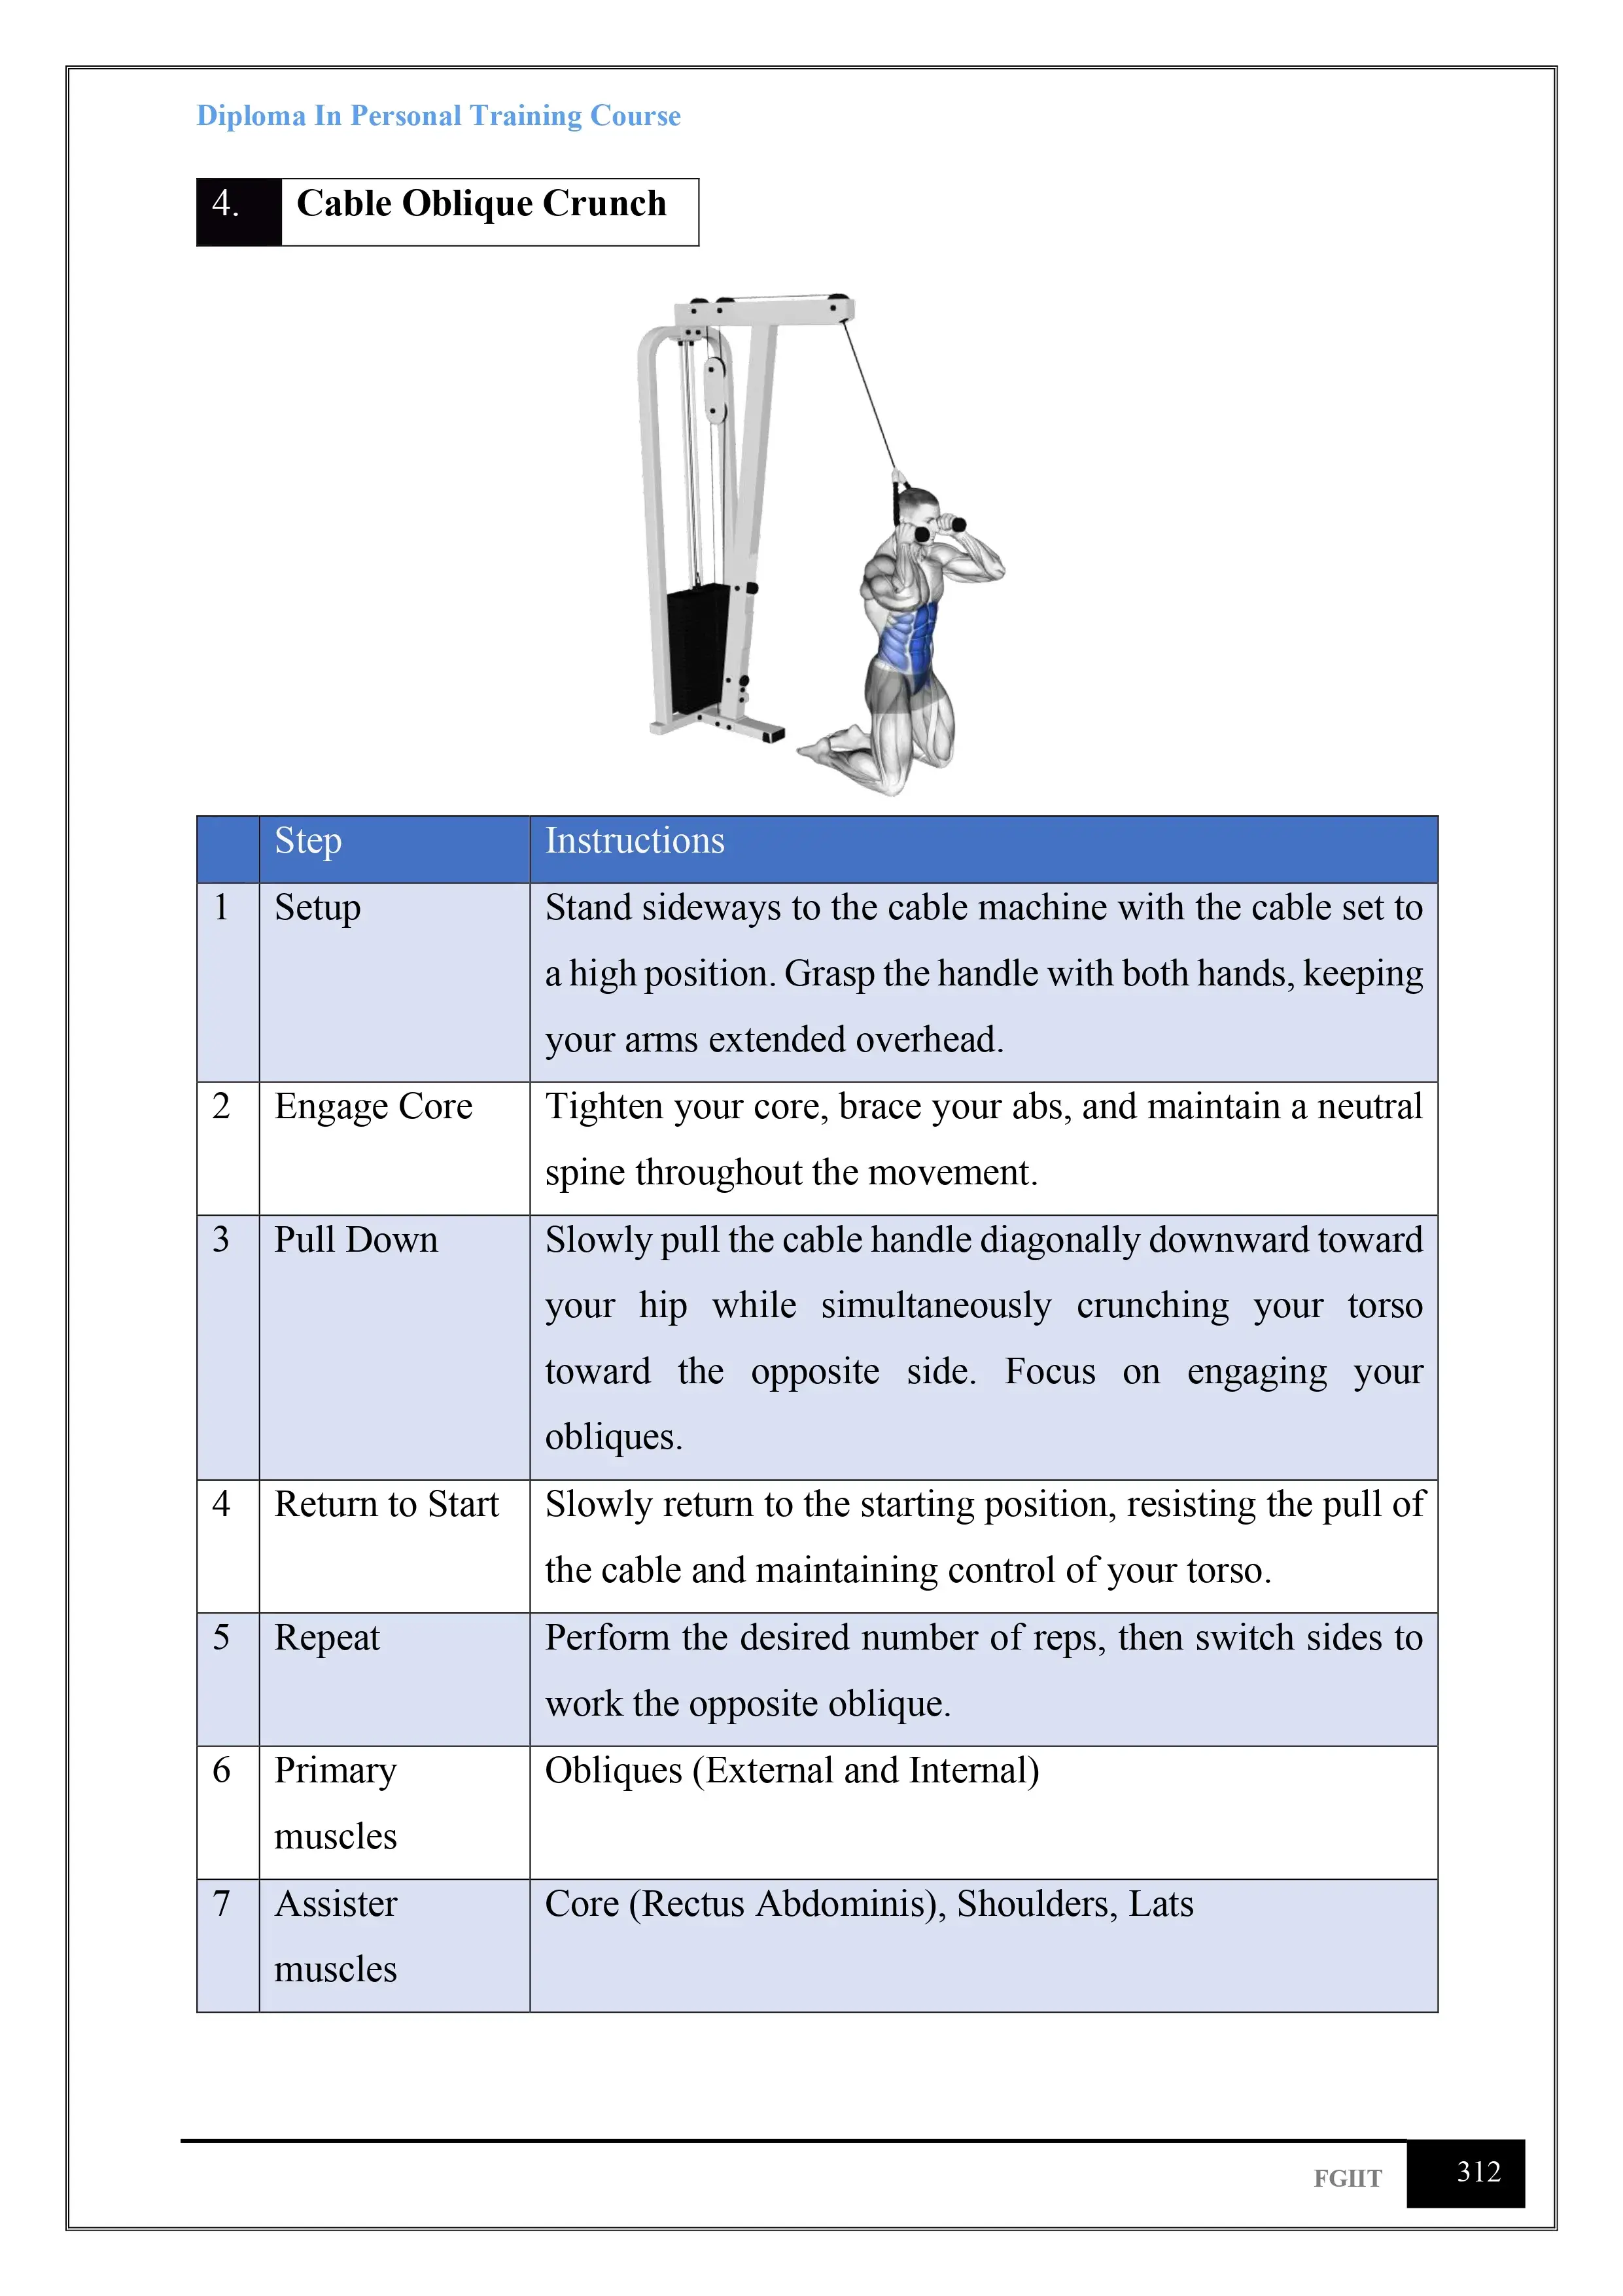 Diploma In Personal Training Course
4. Cable Oblique Crunch
Step Instructions
1 Setup Stand sideways to the cable machine with the cable set to
a high position. Grasp the handle with both hands, keeping
your arms extended overhead.
2 Engage Core Tighten your core, brace your abs, and maintain a neutral
spine throughout the movement.
3 Pull Down Slowly pull the cable handle diagonally downward toward
your hip while simultaneously crunching your torso
toward the opposite side. Focus on engaging your
obliques.
4 Return to Start Slowly return to the starting position, resisting the pull of
the cable and maintaining control of your torso.
5 Repeat Perform the desired number of reps, then switch sides to
work the opposite oblique.
6 Primary Obliques (External and Internal)
muscles
7 Assister Core (Rectus Abdominis), Shoulders, Lats
muscles
FGIIT 312